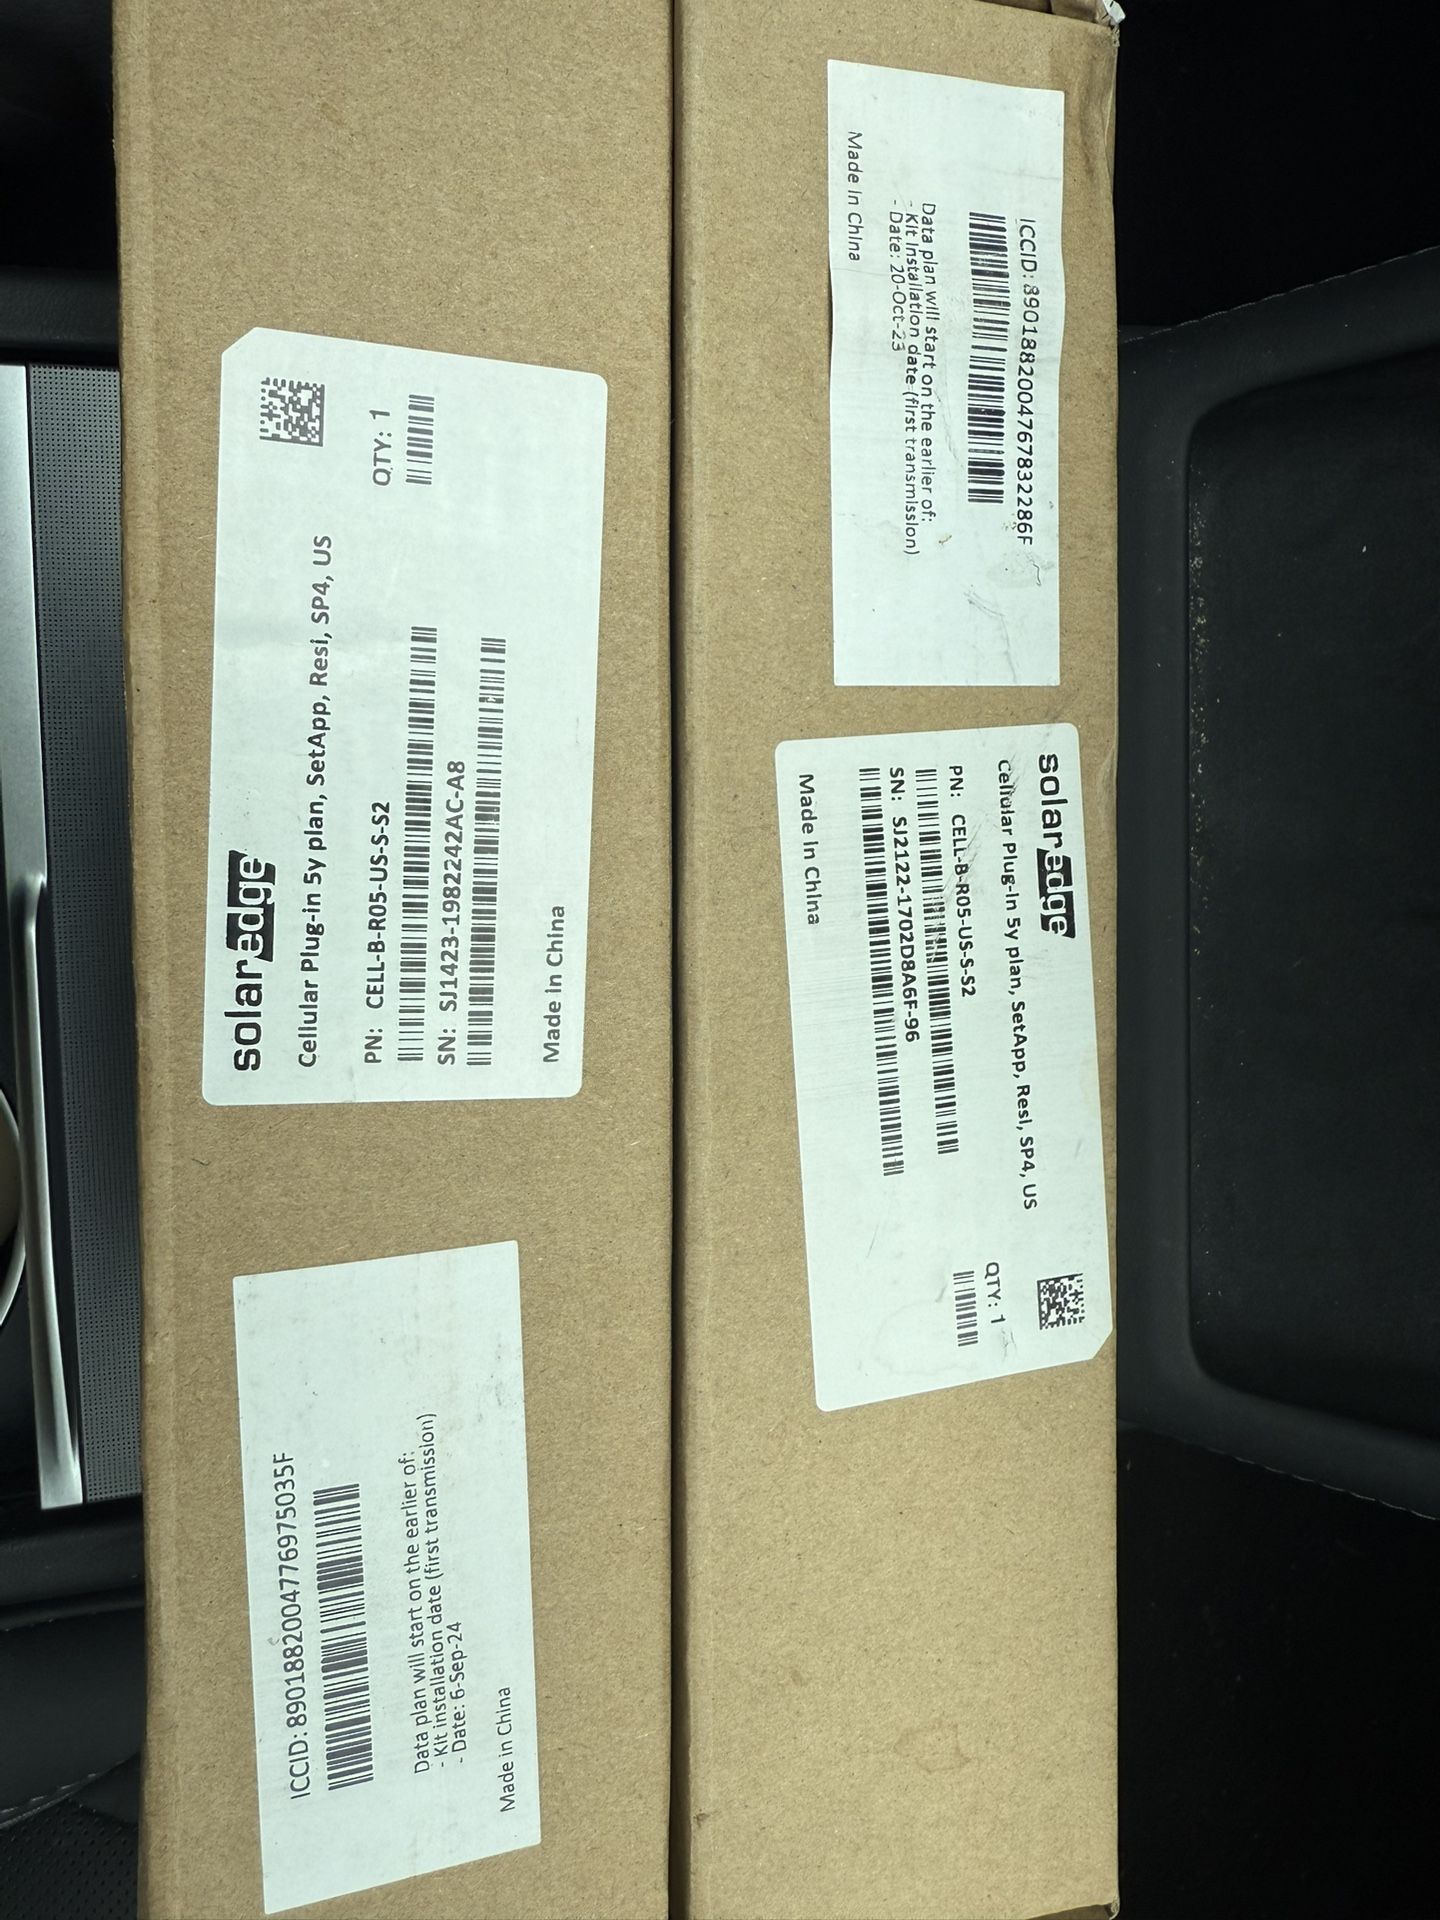 solaredge
Cellular Plug-in 5y plan, SetApp, Resi, SP4, US
QTY: 1
PN: CELL-B-R05-US-S-S2
SN: SJ1423-1982242AC-A8
Made in China
ICCID: 8901882004776975035F
Data plan will start on the earlier of:
- Kit installation date (first transmission)
- Date: 6-Sep-24
Made in China
ICCID: 8901882004767832286F
Data plan will start on the earlier of:
- Kit installation date (first transmission)
- Date: 20-Oct-23
Made in China
solaredge
Cellular Plug-in 5y plan, SetApp, Resi, SP4, US
QTY: 1
PN: CELL-B-R05-US-S-S2
SN: SJ2122-1702D8A6F-96
Made in China